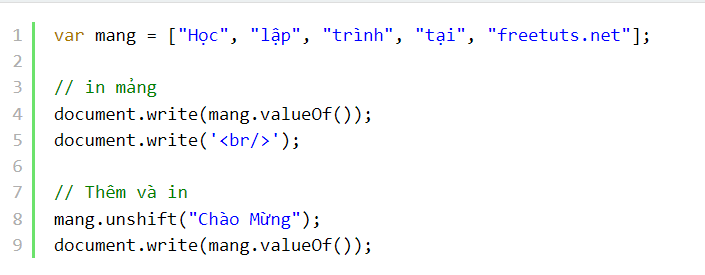 1 var mang = ["Học", "lập", "trình", "tại", "freetuts.net"];
2
3 // in mảng
4 document.write(mang.valueOf());
5 document.write('<br/>');
6
7 // Thêm và in
8 mang.unshift("Chào Mừng");
9 document.write(mang.valueOf());